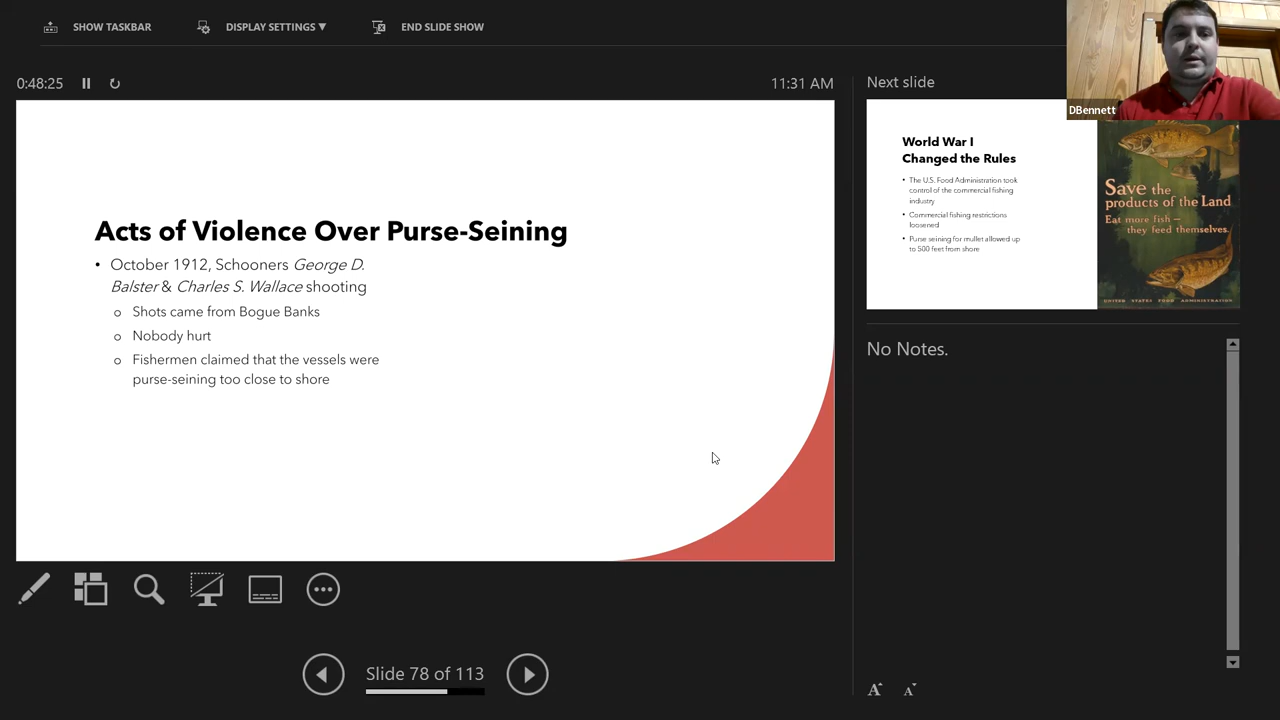 SHOW TASKBAR
DISPLAY SETTINGS ▼
END SLIDE SHOW
DBennett
0:48:25
11:31 AM
Acts of Violence Over Purse-Seining
• October 1912, Schooners George D.
Balster & Charles S. Wallace shooting
o Shots came from Bogue Banks
o Nobody hurt
o Fishermen claimed that the vessels were
purse-seining too close to shore
Slide 78 of 113
Next slide
World War I
Changed the Rules
• The U.S. Food Administration took
control of the commercial fishing
industry
• Commercial fishing restrictions
loosened
• Purse seining for mullet allowed up
to 500 feet from shore
Save the
products of the Land
Eat more fish—
they feed themselves.
UNITED STATES FOOD ADMINISTRATION
No Notes.
A A